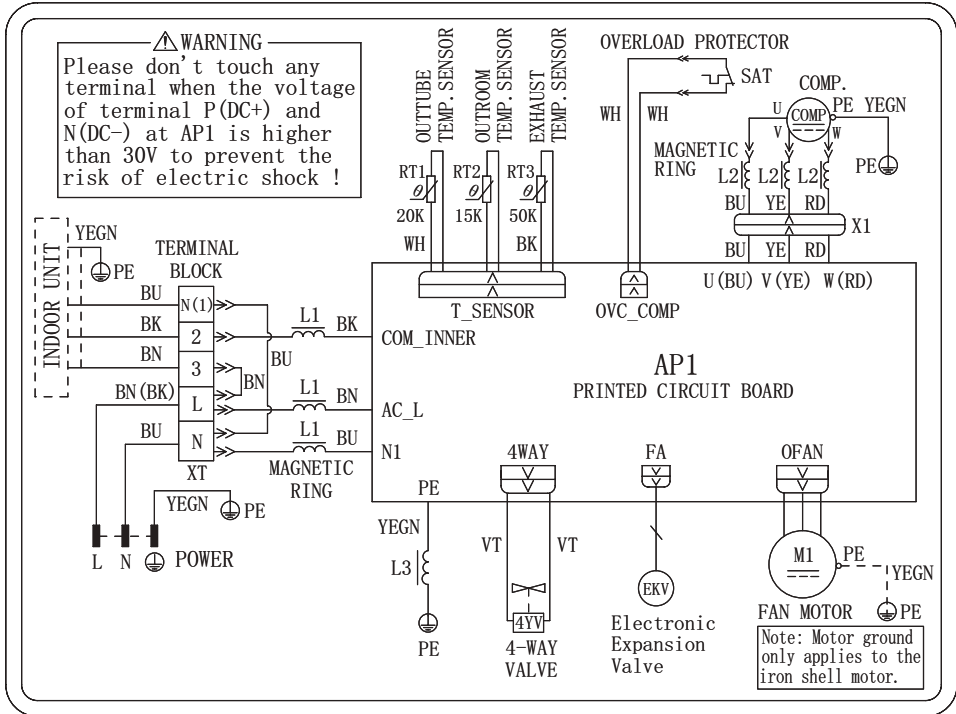 WARNING
Please don't touch any
terminal when the voltage
of terminal P(DC+) and
N(DC-) at AP1 is higher
than 30V to prevent the
risk of electric shock !
OUTTUBE
TEMP. SENSOR
OUTROOM
TEMP. SENSOR
EXHAUST
TEMP. SENSOR
RT1
θ
20K
WH
RT2
θ
15K
RT3
θ
50K
BK
T_SENSOR
OVERLOAD PROTECTOR
SAT
WH
WH
OVC_COMP
COMP.
COMP
U
V
W
PE YEGN
PE
MAGNETIC
RING
L2
L2
L2
BU
YE
RD
X1
BU
YE
RD
U(BU) V(YE) W(RD)
INDOOR UNIT
YEGN
PE
TERMINAL
BLOCK
BU
N(1)
BK
2
BN
3
BN(BK)
L
BU
N
XT
BU
BN
L1
BK
COM_INNER
L1
BN
AC_L
L1
BU
N1
MAGNETIC
RING
YEGN
PE
L
N
POWER
AP1
PRINTED CIRCUIT BOARD
PE
YEGN
L3
PE
4WAY
VT
VT
4YV
4-WAY
VALVE
FA
EKV
Electronic
Expansion
Valve
OFAN
M1
PE
YEGN
PE
FAN MOTOR
Note: Motor ground
only applies to the
iron shell motor.